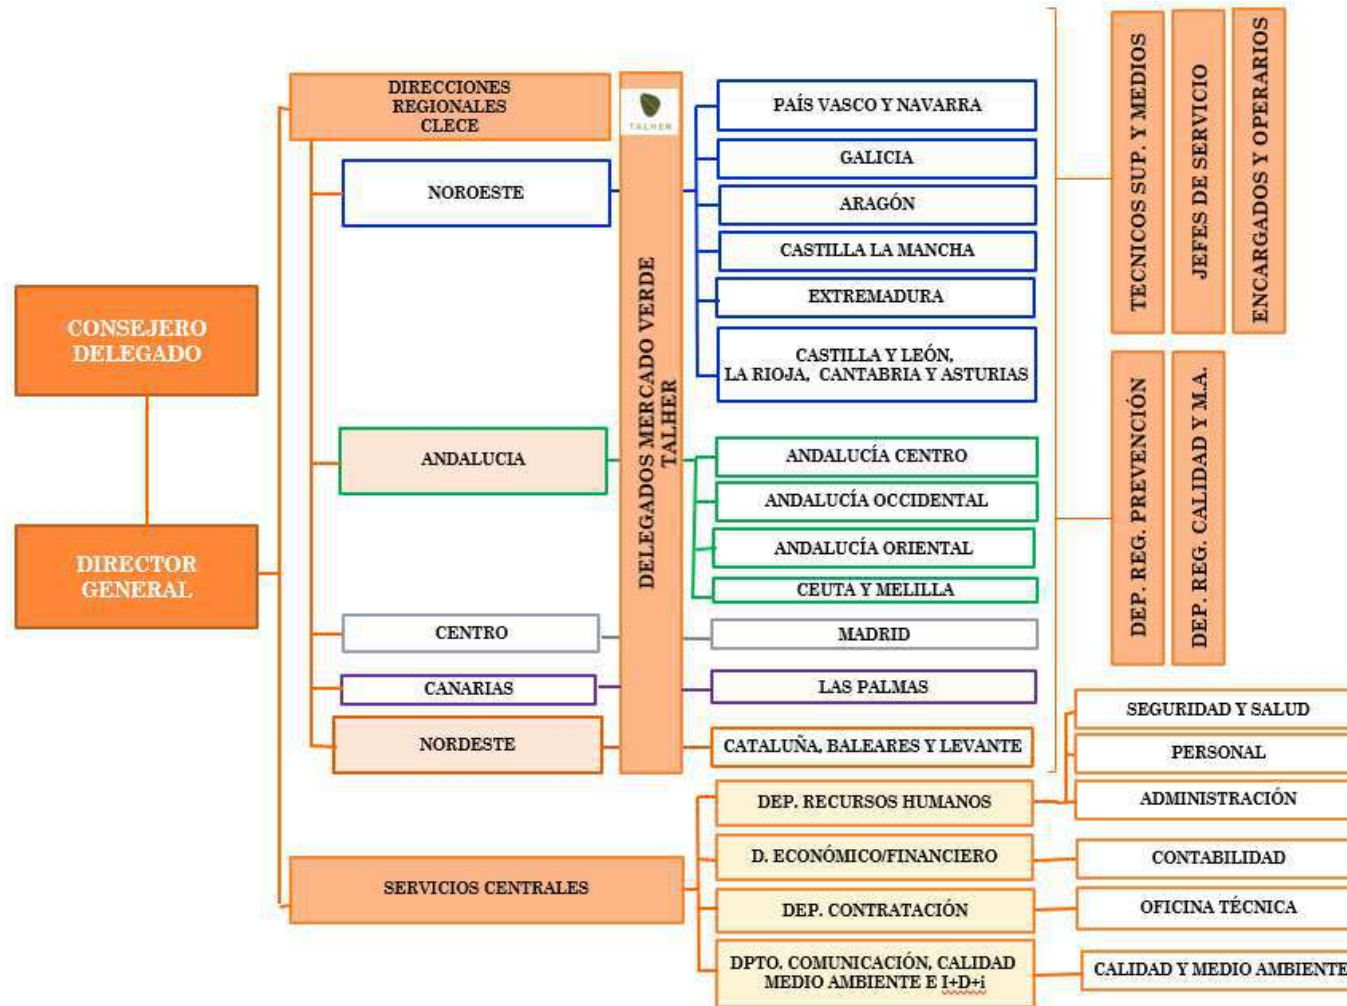 CONSEJERO
DELEGADO
DIRECTOR
GENERAL
DIRECCIONES
REGIONALES
CLECE
NOROESTE
ANDALUCIA
CENTRO
CANARIAS
NORDESTE
SERVICIOS CENTRALES
TALHER
DELEGADOS MERCADO VERDE
TALHER
PAÍS VASCO Y NAVARRA
GALICIA
ARAGÓN
CASTILLA LA MANCHA
EXTREMADURA
CASTILLA Y LEÓN,
LA RIOJA, CANTABRIA Y ASTURIAS
ANDALUCÍA CENTRO
ANDALUCÍA OCCIDENTAL
ANDALUCÍA ORIENTAL
CEUTA Y MELILLA
MADRID
LAS PALMAS
CATALUÑA, BALEARES Y LEVANTE
DEP. RECURSOS HUMANOS
D. ECONÓMICO/FINANCIERO
DEP. CONTRATACIÓN
DPTO. COMUNICACIÓN, CALIDAD
MEDIO AMBIENTE E I+D+i
TECNICOS SUP. Y MEDIOS
JEFES DE SERVICIO
ENCARGADOS Y OPERARIOS
DEP. REG. PREVENCIÓN
DEP. REG. CALIDAD Y M.A.
SEGURIDAD Y SALUD
PERSONAL
ADMINISTRACIÓN
CONTABILIDAD
OFICINA TÉCNICA
CALIDAD Y MEDIO AMBIENTE